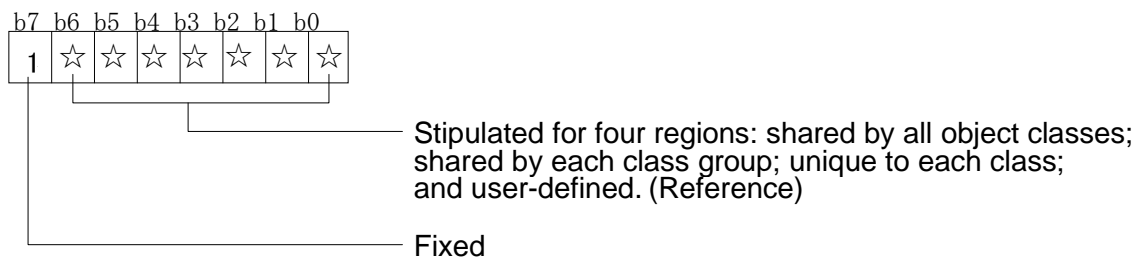 b7 b6 b5 b4 b3 b2 b1 b0
1 ☆ ☆ ☆ ☆ ☆ ☆ ☆
Stipulated for four regions: shared by all object classes;
shared by each class group; unique to each class;
and user-defined. (Reference)
Fixed